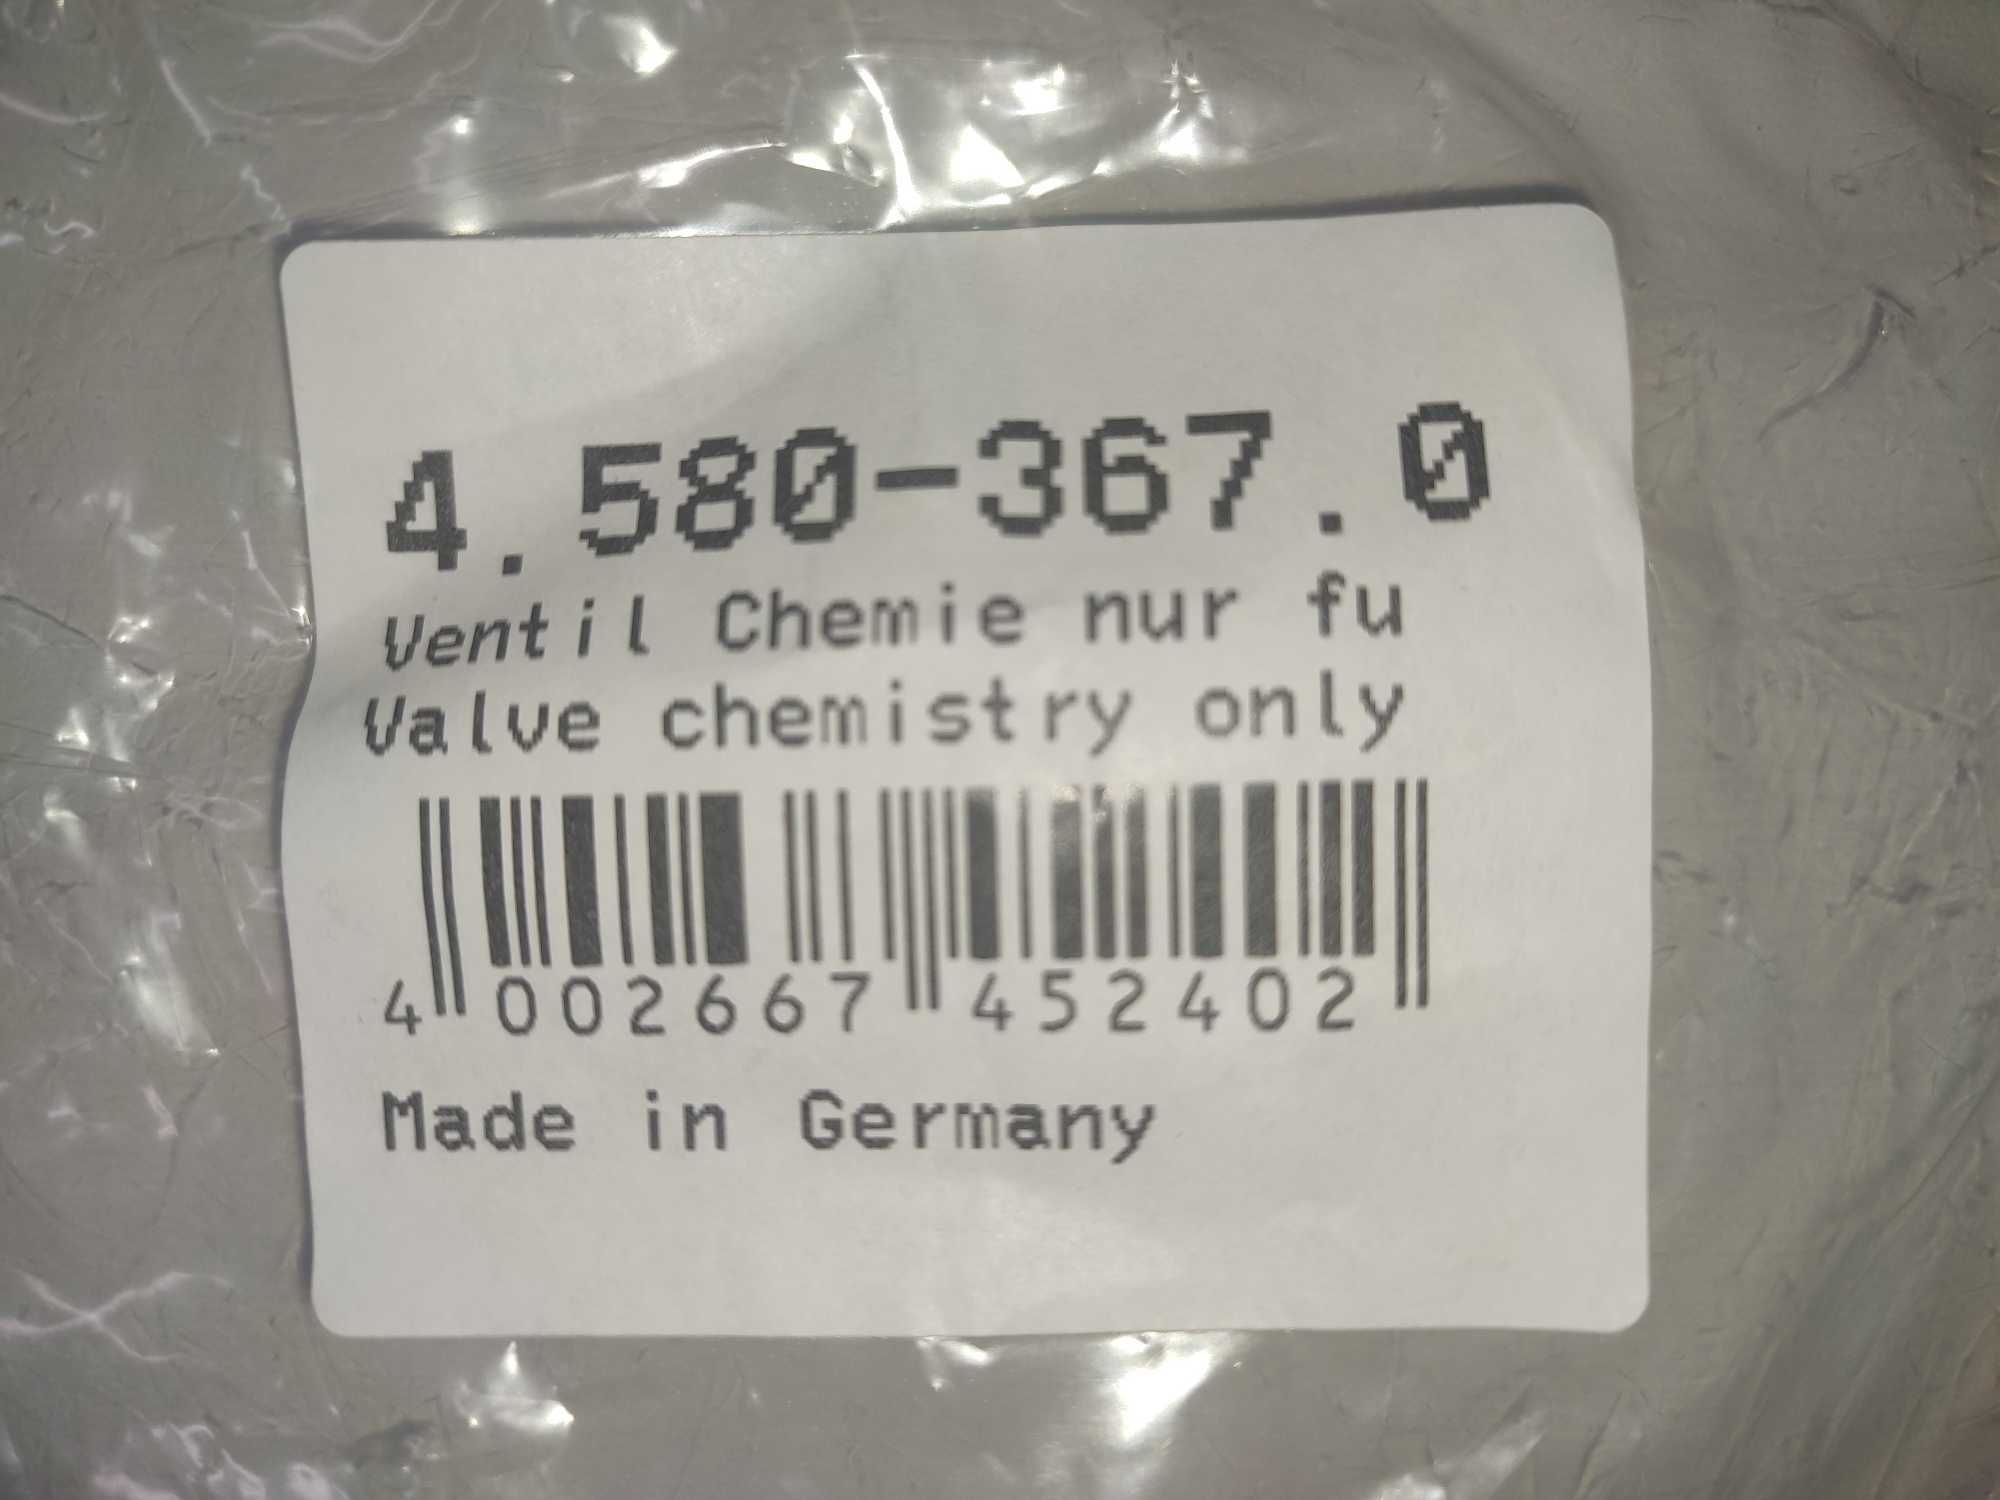 4.580-367.0
Ventil Chemie nur fu
Valve chemistry only
4 002667 452402
Made in Germany